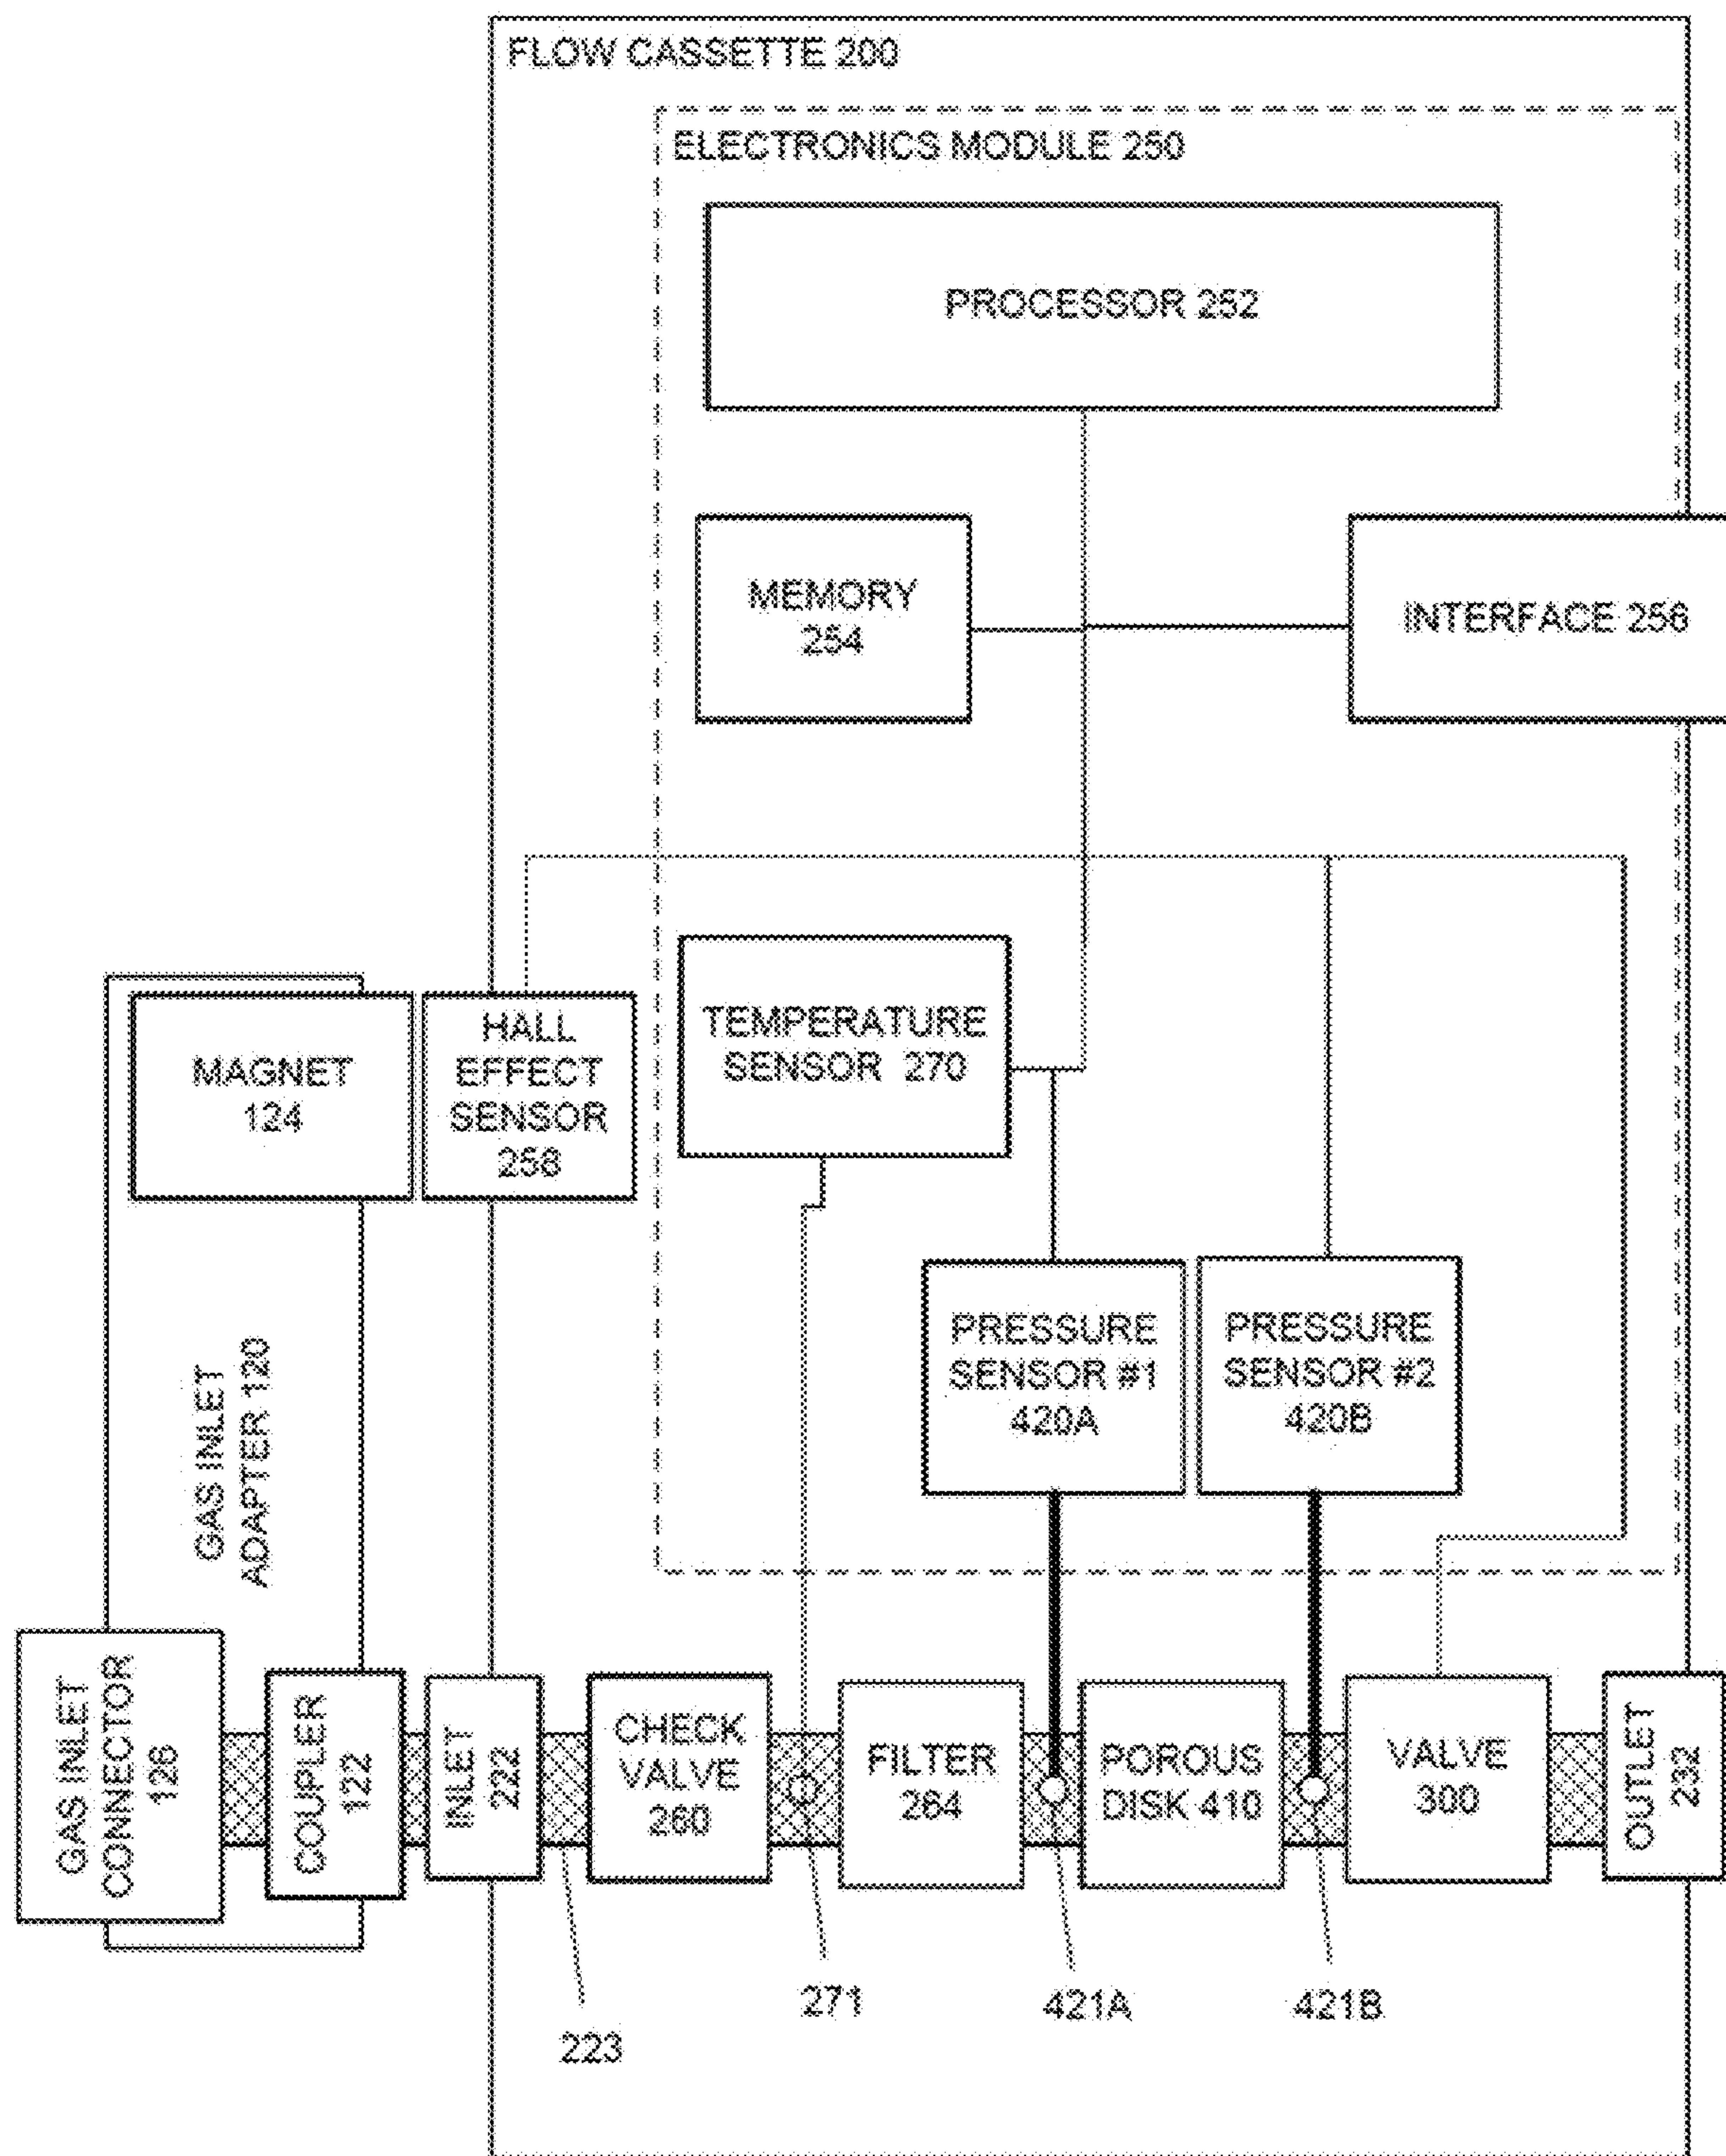 FLOW CASSETTE 200
ELECTRONICS MODULE 250
PROCESSOR 252
MEMORY
254
INTERFACE 256
MAGNET
124
HALL
EFFECT
SENSOR
258
TEMPERATURE
SENSOR 270
PRESSURE
SENSOR #1
420A
PRESSURE
SENSOR #2
420B
GAS INLET
ADAPTER 120
GAS INLET
CONNECTOR
126
COUPLER
122
INLET
222
CHECK
VALVE
260
FILTER
264
POROUS
DISK 410
VALVE
300
OUTLET
232
271
421A
421B
223